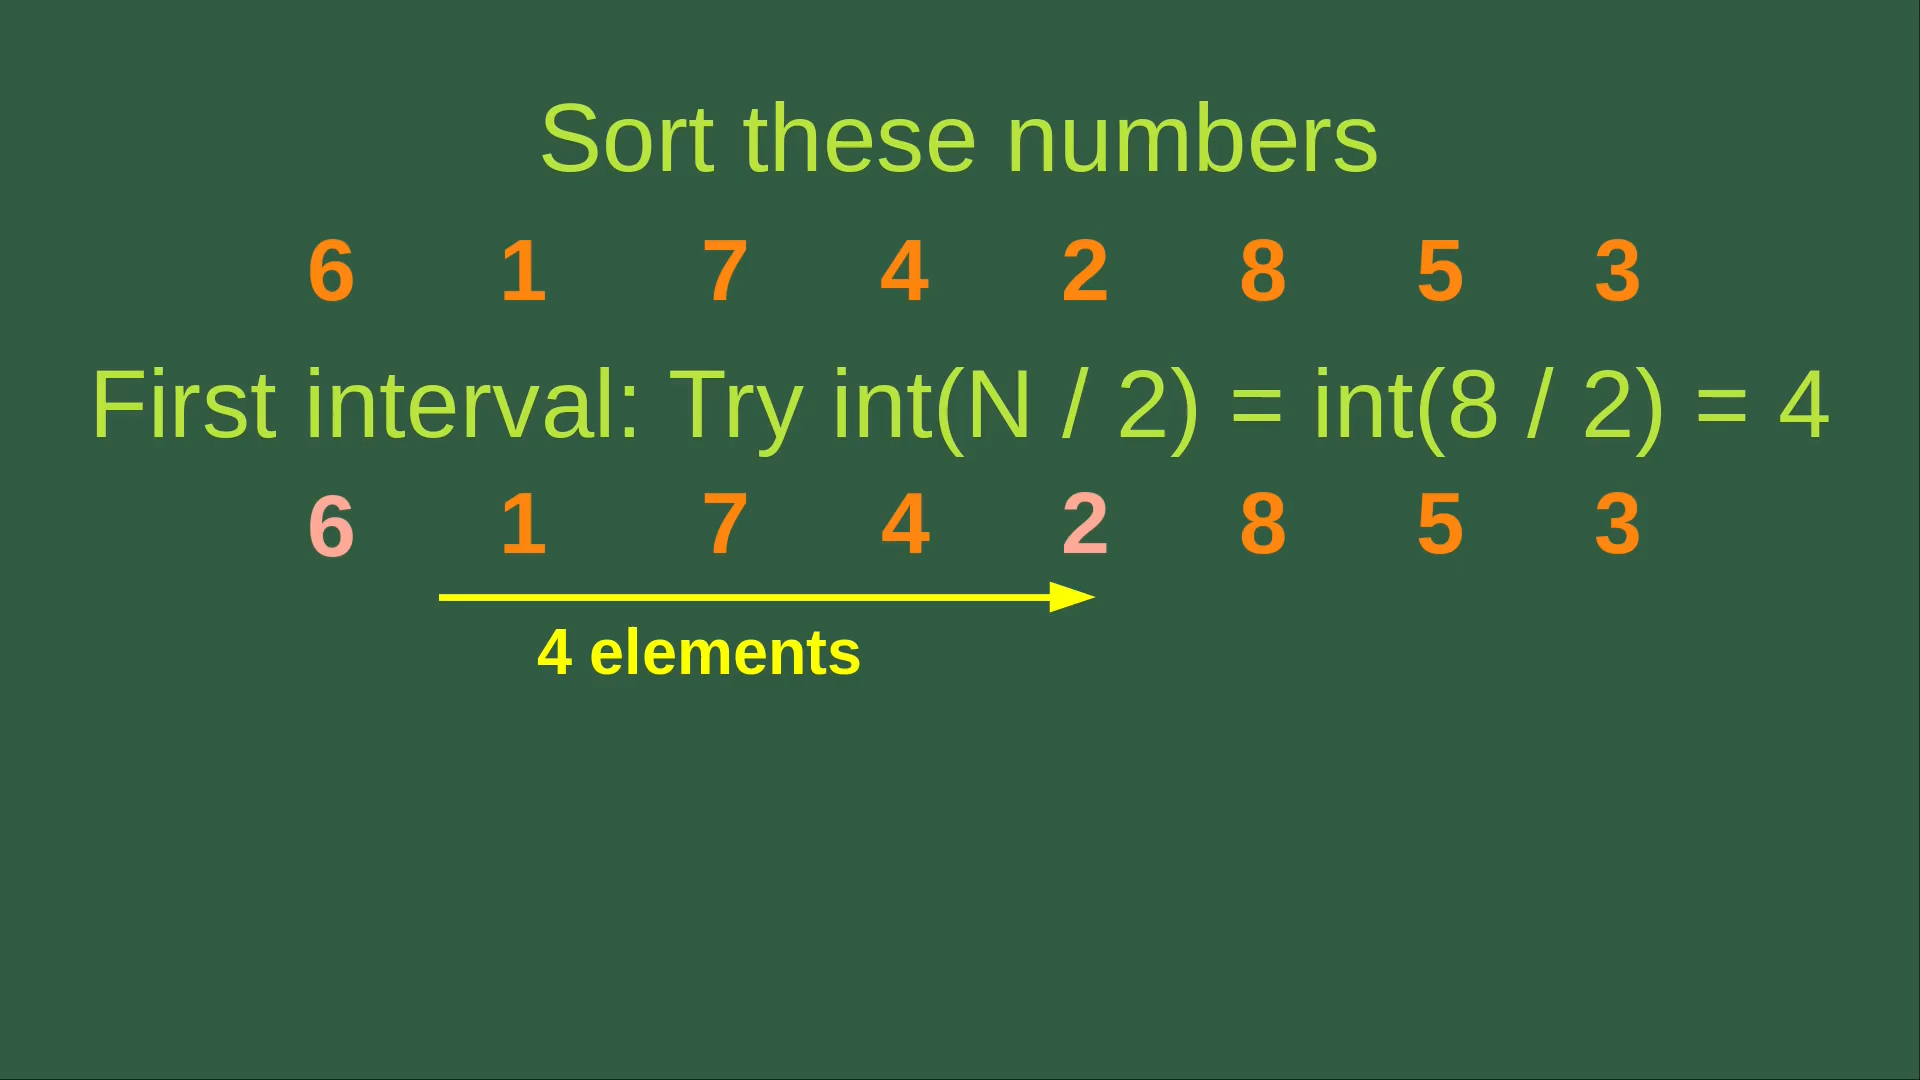 Sort these numbers
6 1 7 4 2 8 5 3
First interval: Try int(N / 2) = int(8 / 2) = 4
6 1 7 4 2 8 5 3
4 elements